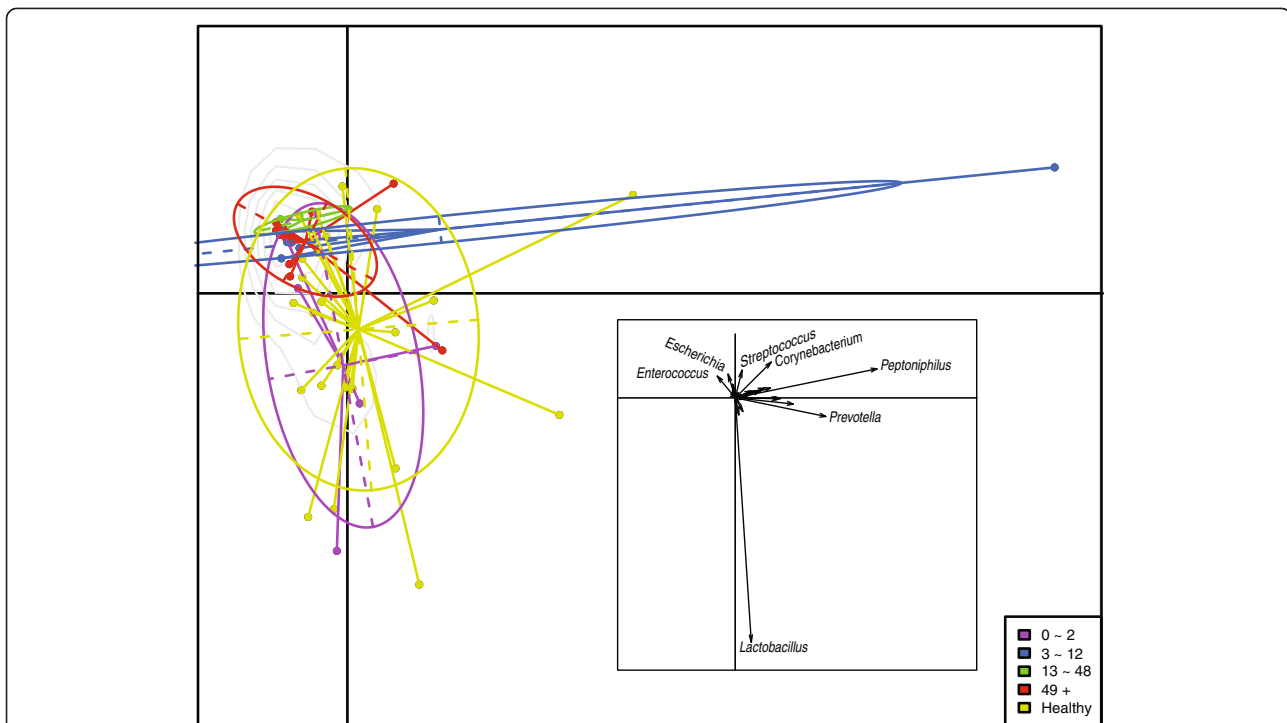 Escherichia
Streptococcus
Corynebacterium
Enterococcus
Peptoniphilus
Prevotella
Lactobacillus
0 ~ 2
3 ~ 12
13 ~ 48
49 +
Healthy